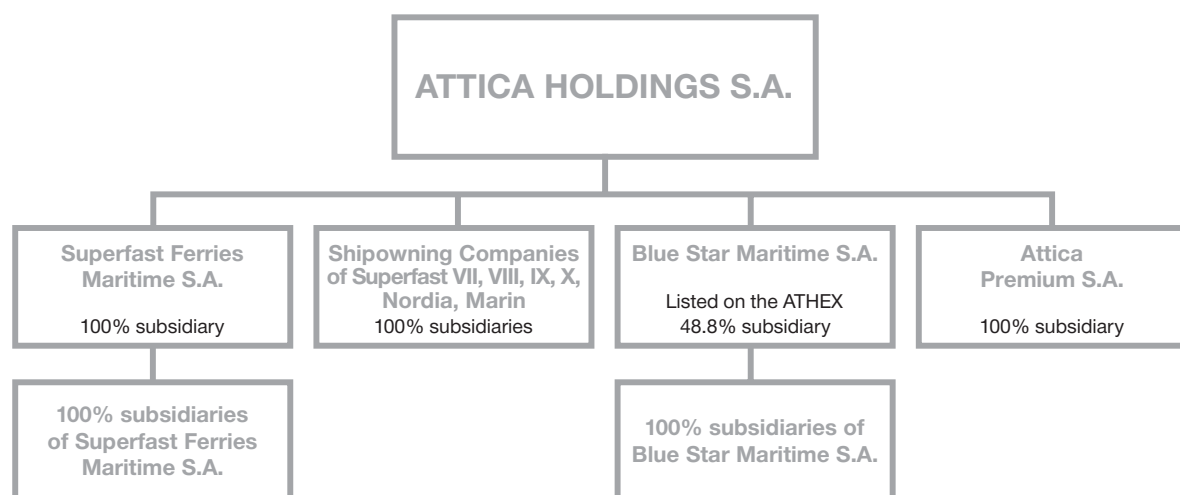 ATTICA HOLDINGS S.A.
Superfast Ferries
Maritime S.A.
100% subsidiary
Shipowning Companies
of Superfast VII, VIII, IX, X,
Nordia, Marin
100% subsidiaries
Blue Star Maritime S.A.
Listed on the ATHEX
48.8% subsidiary
Attica
Premium S.A.
100% subsidiary
100% subsidiaries
of Superfast Ferries
Maritime S.A.
100% subsidiaries of
Blue Star Maritime S.A.